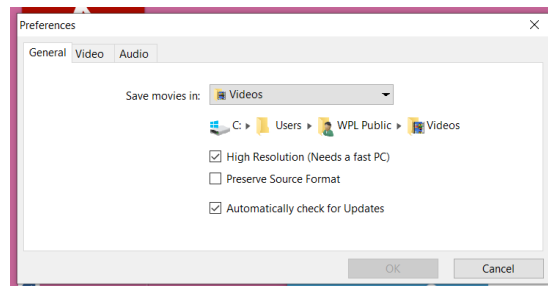 Preferences
General Video Audio
Save movies in: Videos
C: Users WPL Public Videos
High Resolution (Needs a fast PC)
Preserve Source Format
Automatically check for Updates
OK Cancel